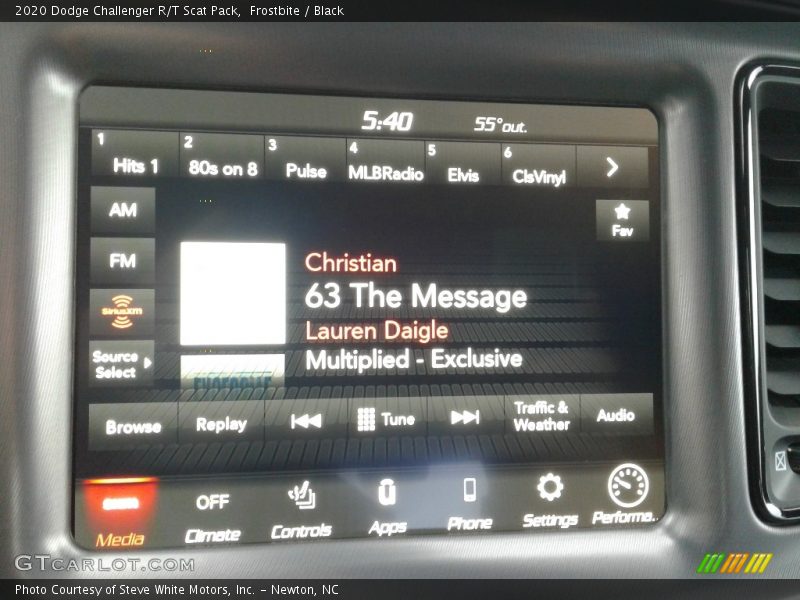 2020 Dodge Challenger R/T Scat Pack,  Frostbite / Black
5:40 55° out.
1 Hits 1 2 80s on 8 3 Pulse 4 MLBRadio 5 Elvis 6 ClsVinyl
AM
Fav
FM
Christian
63 The Message
SiriusXM
Lauren Daigle
Source
Select
Multiplied - Exclusive
Browse Replay Tune Traffic &
Weather Audio
OFF
Media Climate Controls Apps Phone Settings Performa..
GTCARLOT.COM
Photo Courtesy of Steve White Motors, Inc. – Newton, NC